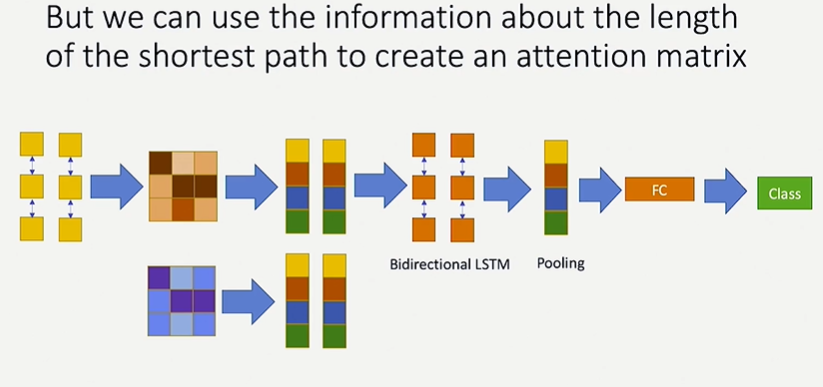 But we can use the information about the length
of the shortest path to create an attention matrix
FC
Class
Bidirectional LSTM
Pooling